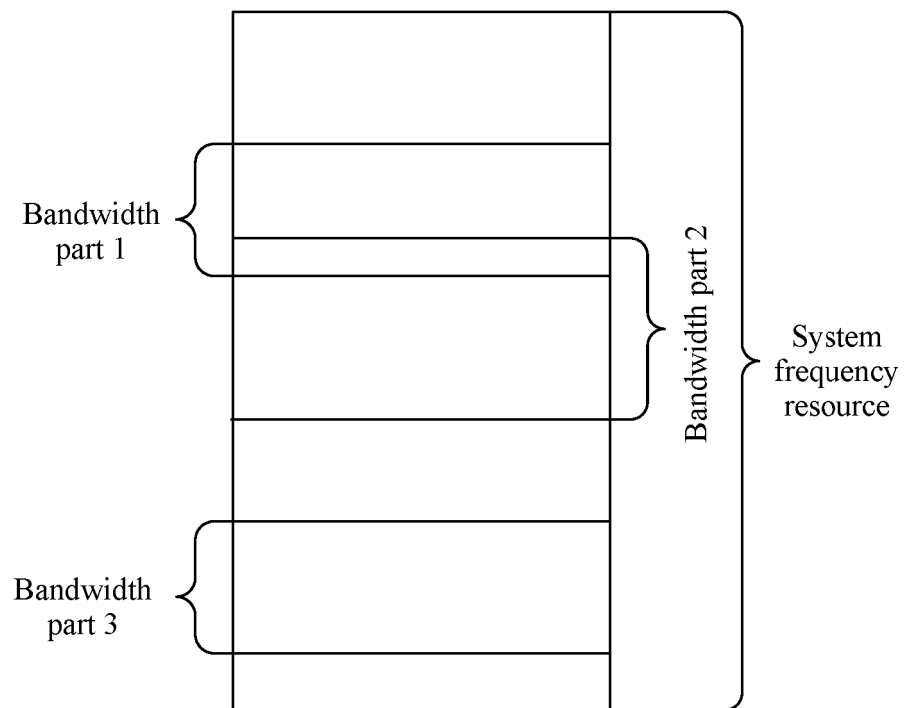 Bandwidth
part 1
Bandwidth part 2
System
frequency
resource
Bandwidth
part 3